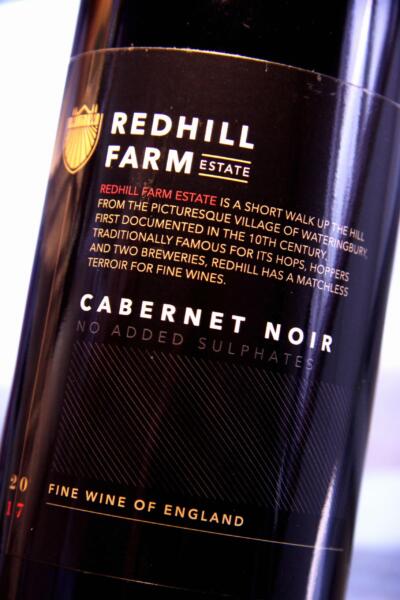 REDHILL
FARM ESTATE
REDHILL FARM ESTATE IS A SHORT WALK UP THE HILL
FROM THE PICTURESQUE VILLAGE OF WATERINGBURY,
FIRST DOCUMENTED IN THE 10TH CENTURY.
TRADITIONALLY FAMOUS FOR ITS HOPS, HOPPERS
AND TWO BREWERIES, REDHILL HAS A MATCHLESS
TERROIR FOR FINE WINES.
CABERNET NOIR
NO ADDED SULPHATES
20
17
FINE WINE OF ENGLAND